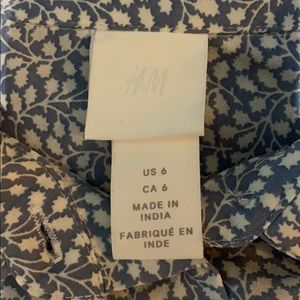 H&M
US 6
CA 6
MADE IN
INDIA
FABRIQUÉ EN
INDE